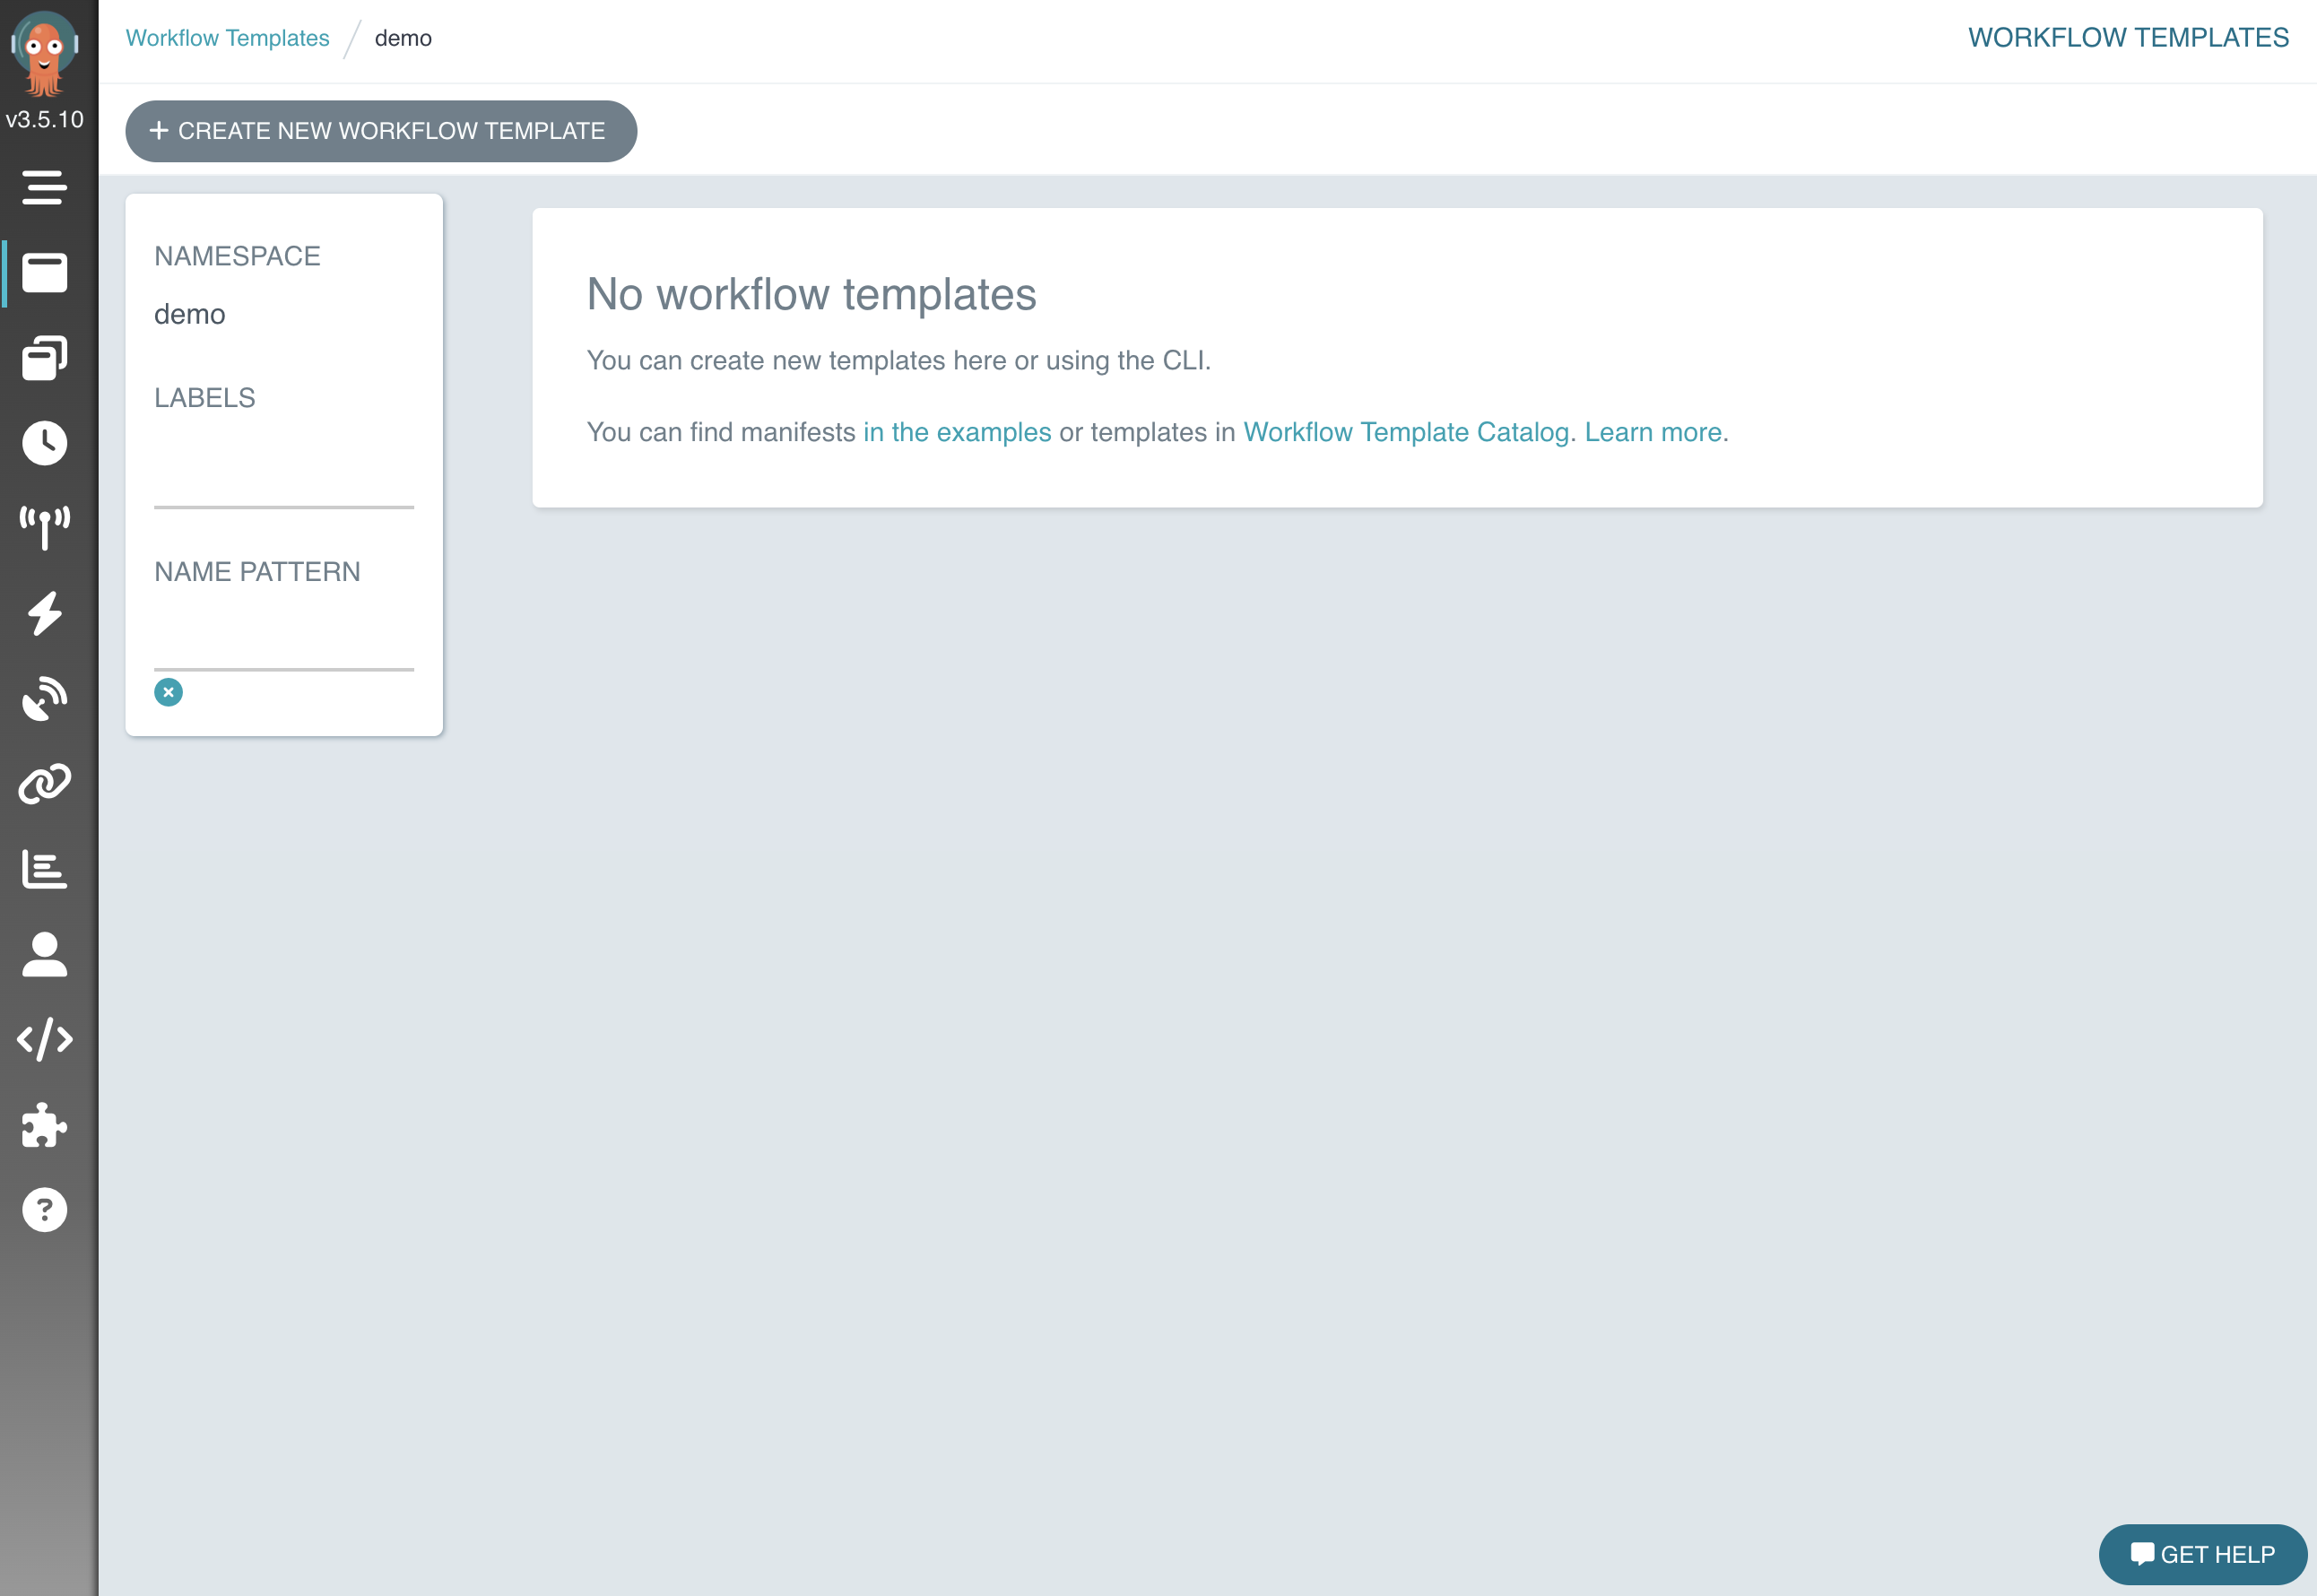 Workflow Templates / demo
WORKFLOW TEMPLATES
v3.5.10
+ CREATE NEW WORKFLOW TEMPLATE
NAMESPACE
demo
LABELS
NAME PATTERN
No workflow templates
You can create new templates here or using the CLI.
You can find manifests in the examples or templates in Workflow Template Catalog. Learn more.
GET HELP